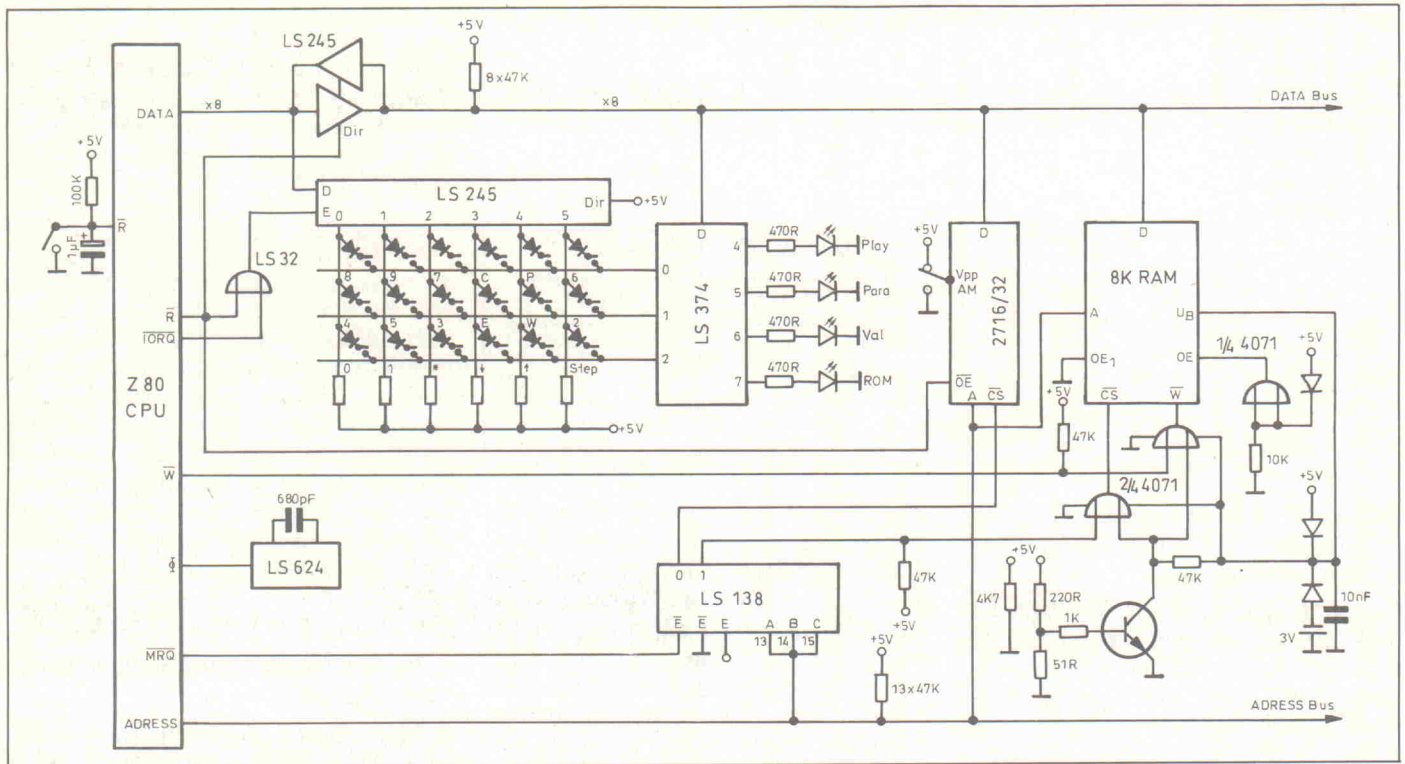 +5V
LS 245
8x47K
DATA
x8
x8
DATA Bus
Dir
+5V
100K
1µF
R
D
LS 245
Dir
+5V
E
0 1 2 3 4 5
LS 32
8 9 7 C P 6
4 5 3 E W 2
0 1 * ↓ ↑ Step
+5V
R
IORQ
Z80
CPU
D
LS 374
0
1
2
4
5
6
7
470R
Play
470R
Para
470R
Val
470R
ROM
+5V
Vpp
AM
D
2716/32
OE
A
CS
D
8K RAM
A
UB
OE1
OE
CS
W
1/4 4071
+5V
10K
+5V
47K
2/4 4071
W
680pF
LS 624
Φ
0 1
LS 138
E E E A B C
13 14 15
47K
+5V
+5V
13x47K
+5V
4K7
220R
1K
51R
47K
+5V
3V
10nF
MRQ
ADRESS
ADRESS Bus